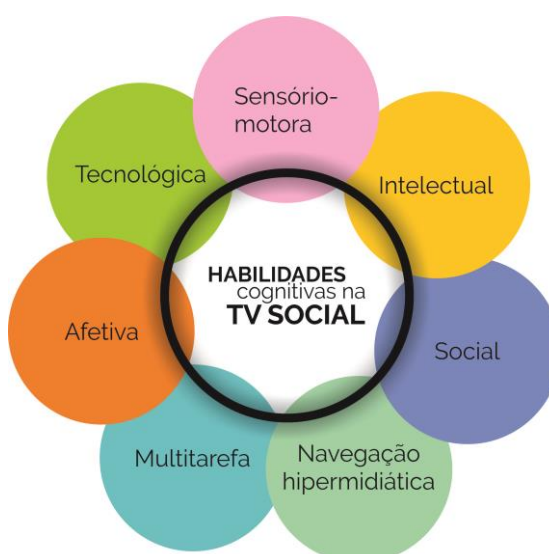 Sensório-
motora
Tecnológica
Intelectual
HABILIDADES
cognitivas na
TV SOCIAL
Afetiva
Social
Multitarefa
Navegação
hipermidiática